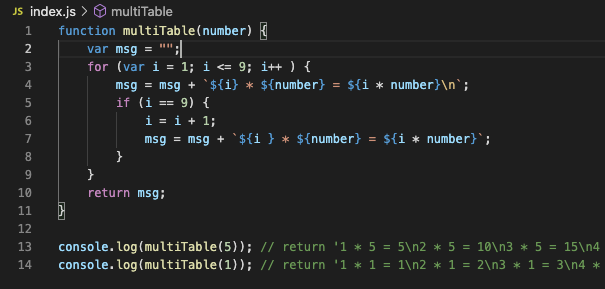 JS index.js > multiTable
1 function multiTable(number) {
2 var msg = "";
3 for (var i = 1; i <= 9; i++ ) {
4 msg = msg + `${i} * ${number} = ${i * number}\n`;
5 if (i == 9) {
6 i = i + 1;
7 msg = msg + `${i } * ${number} = ${i * number}`;
8 }
9 }
10 return msg;
11 }
12
13 console.log(multiTable(5)); // return '1 * 5 = 5\n2 * 5 = 10\n3 * 5 = 15\n4
14 console.log(multiTable(1)); // return '1 * 1 = 1\n2 * 1 = 2\n3 * 1 = 3\n4 *